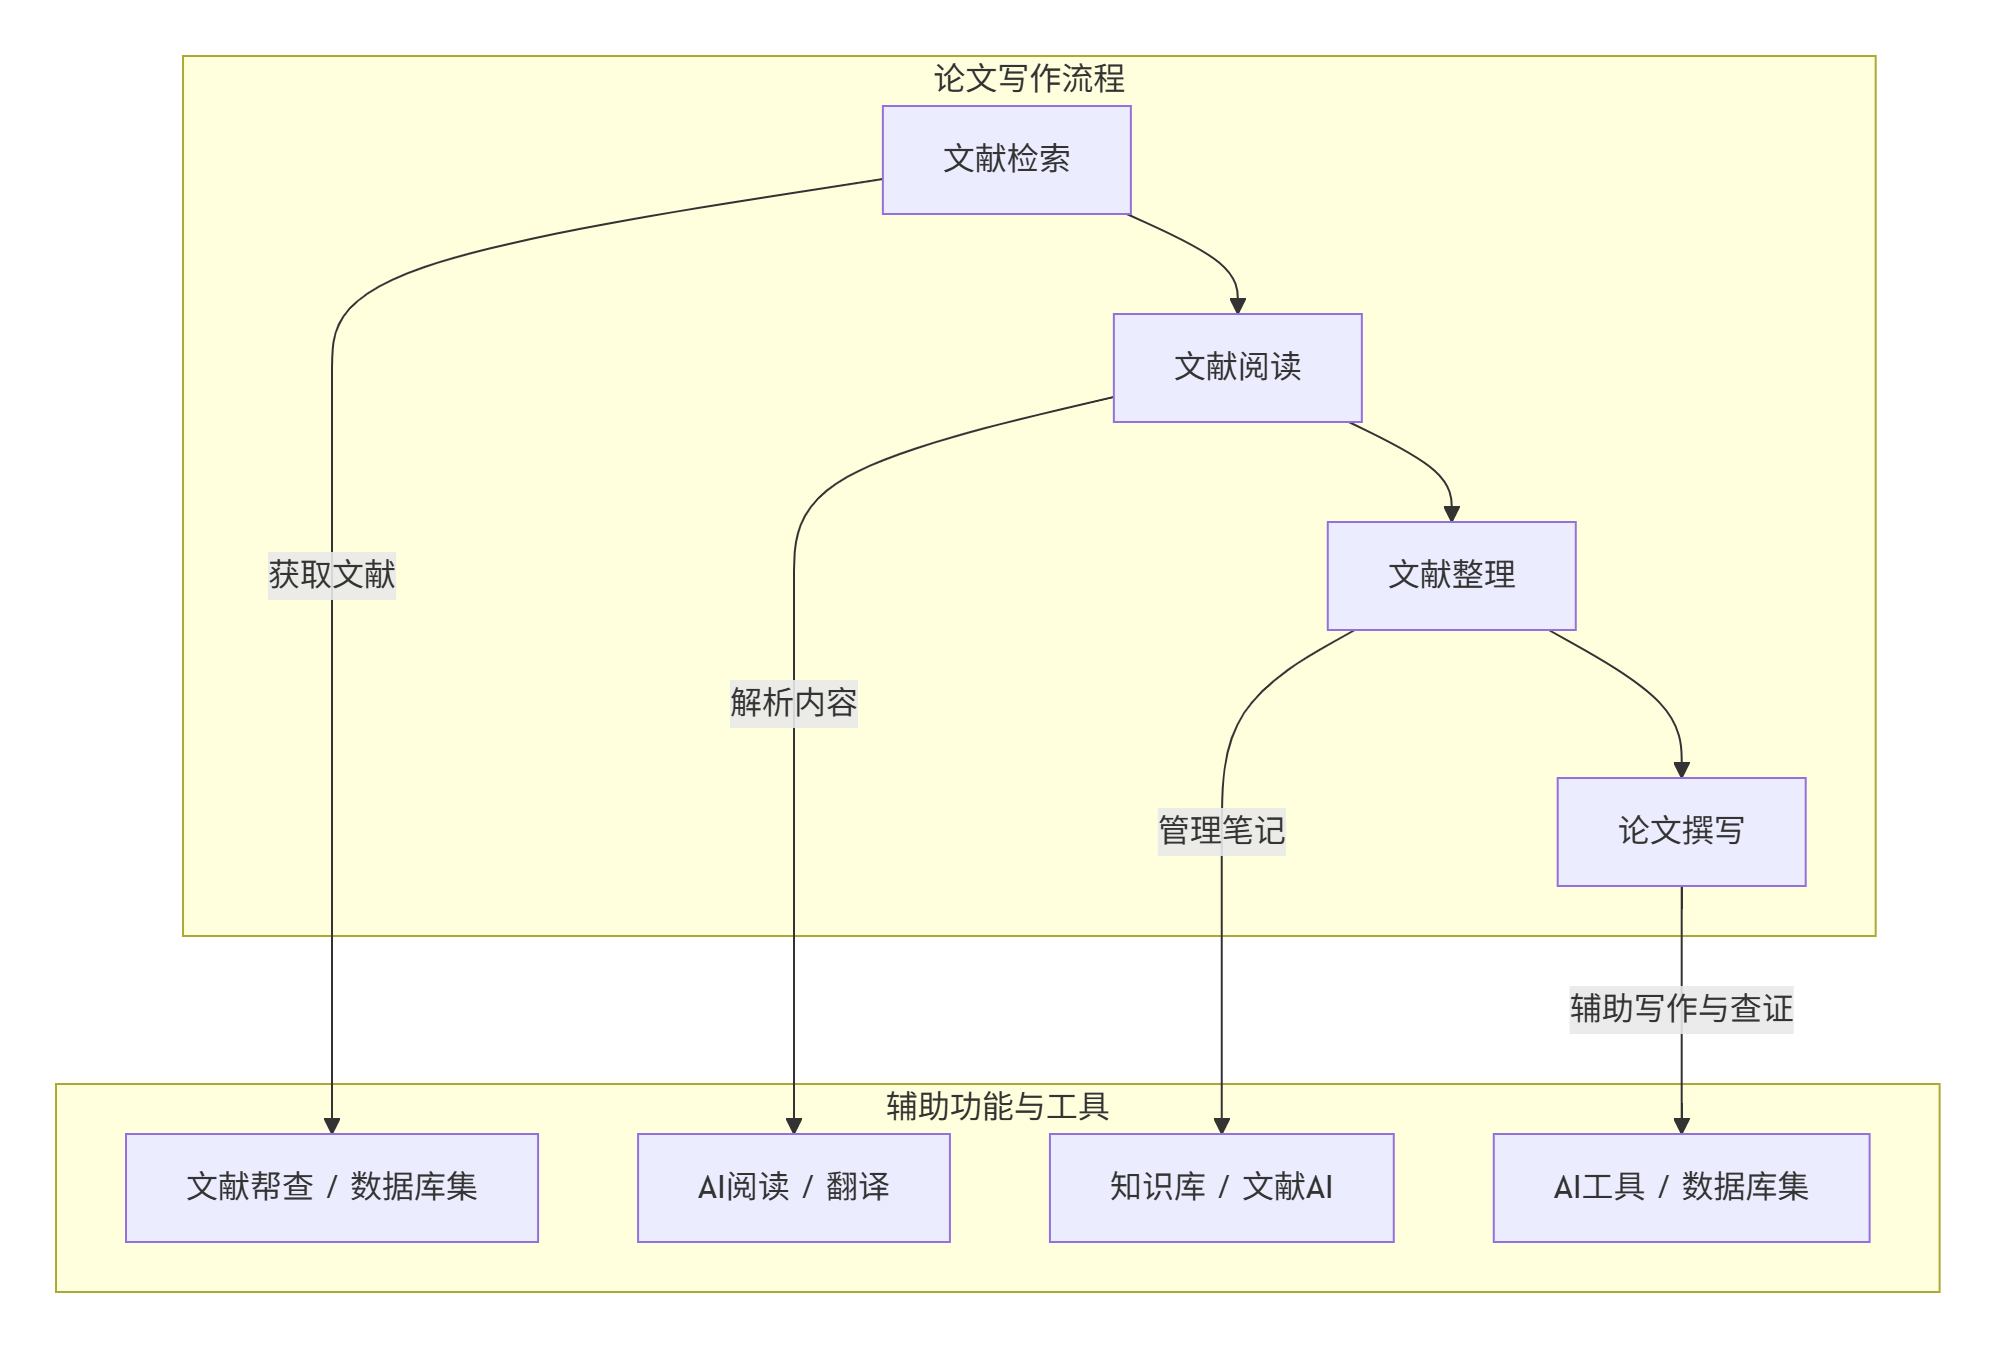 论文写作流程
文献检索
文献阅读
文献整理
获取文献
解析内容
管理笔记
论文撰写
辅助写作与查证
辅助功能与工具
文献帮查 / 数据库集
AI阅读 / 翻译
知识库 / 文献AI
AI工具 / 数据库集